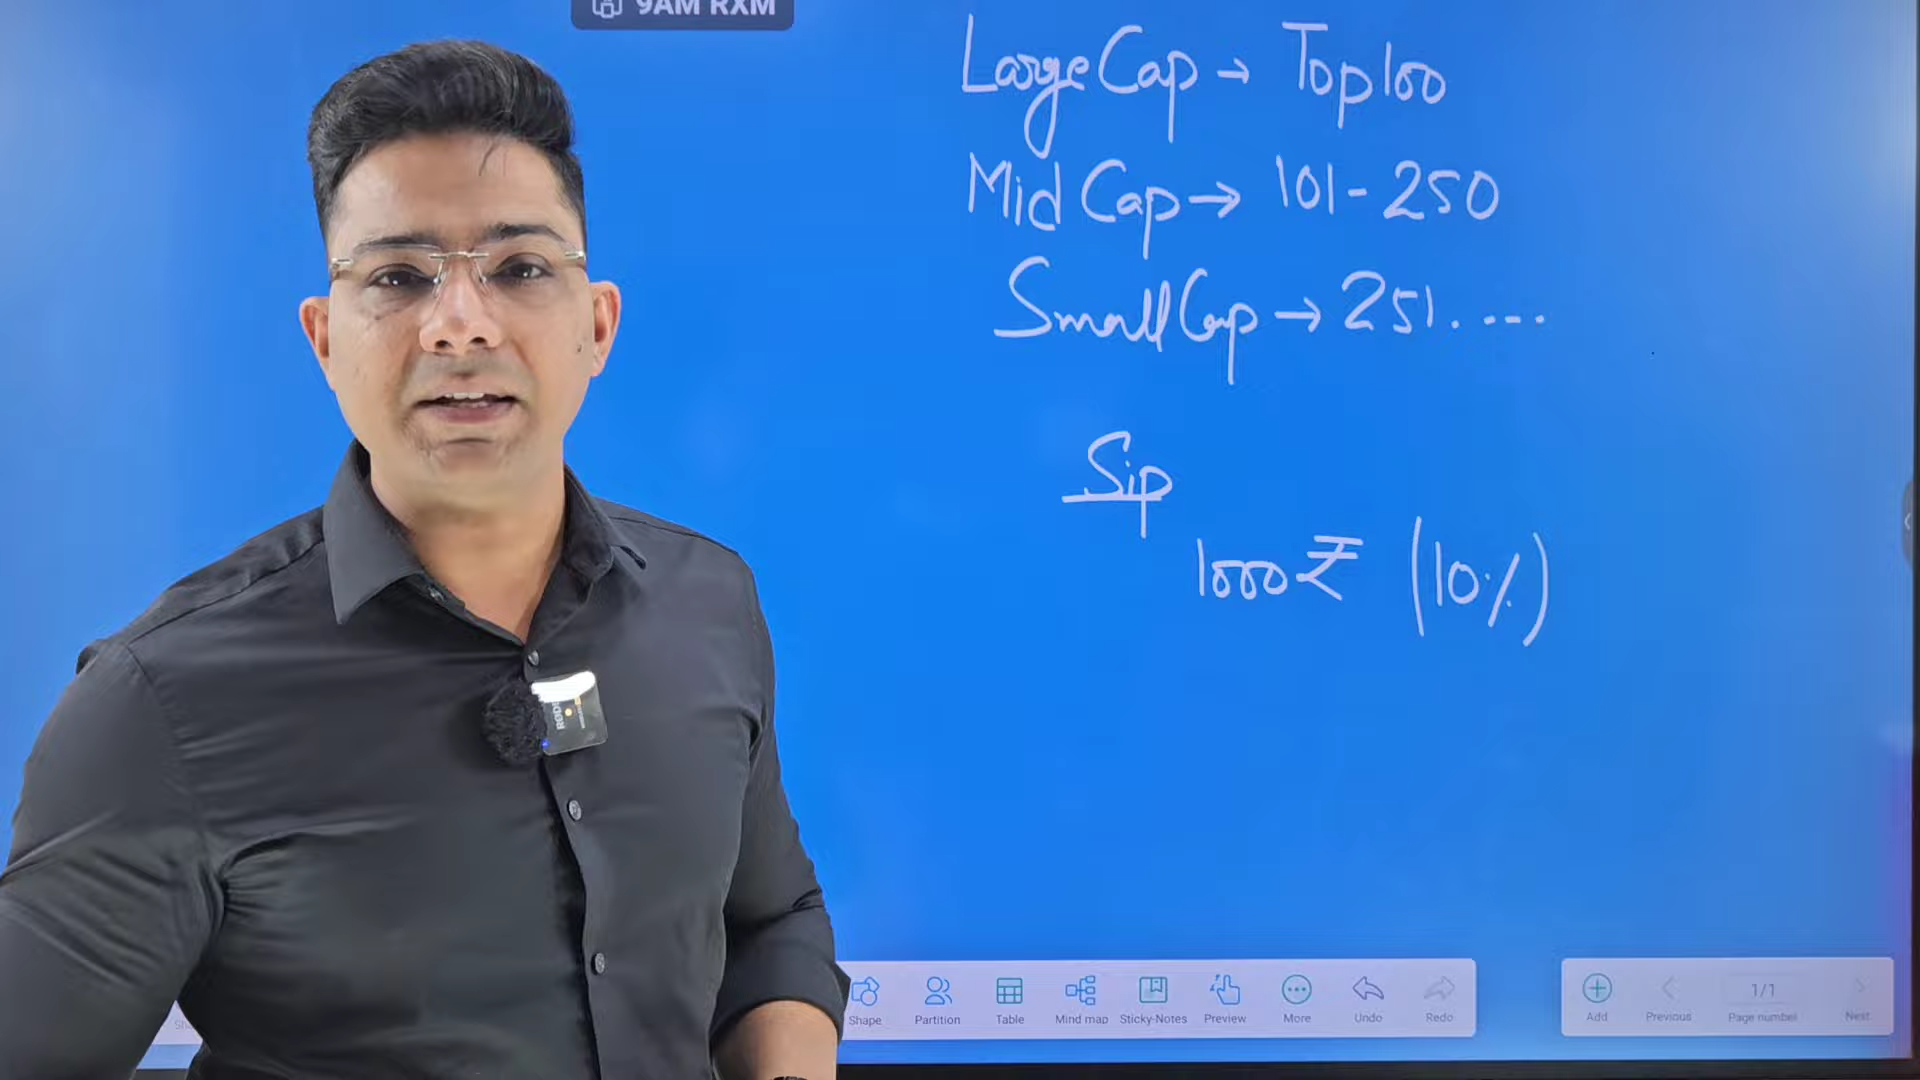 9AM RXM
Large Cap → Top 100
Mid Cap → 101 - 250
Small Cap → 251. ....
Sip
1000 ₹ (10%)
Shape Partition Table Mind map Sticky-Notes Preview More Undo Redo
Add Previous 1/1 Page number Next